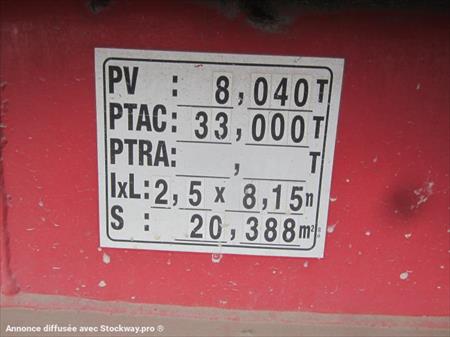 PV : 8,040 T
PTAC: 33,000 T
PTRA: , T
IxL: 2,5 x 8,15 m
S : 20,388 m²
Annonce diffusée avec Stockway.pro ®